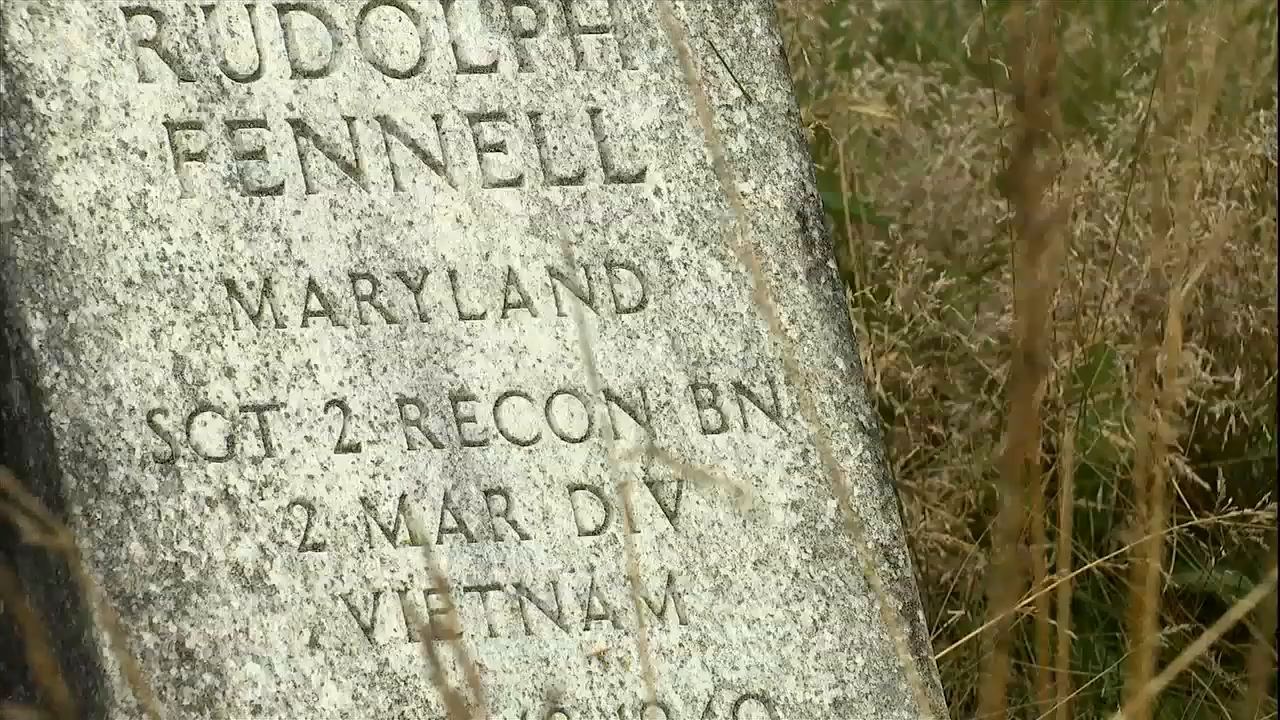 RUDOLPH
FENNELL
MARYLAND
SGT 2 RECON BN
2 MAR DIV
VIETNAM